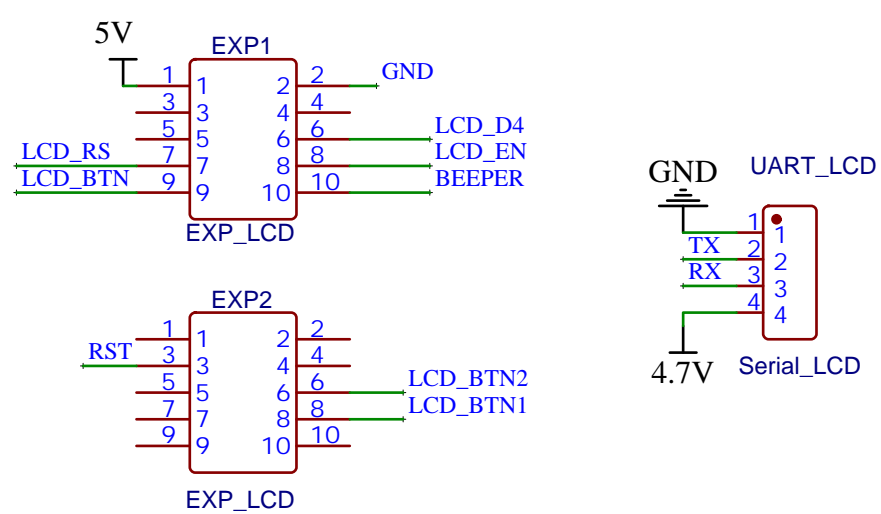 5V
EXP1
1 1 2 2 GND
3 3 4 4
5 5 6 6 LCD_D4
LCD_RS 7 7 8 8 LCD_EN
LCD_BTN 9 9 10 10 BEEPER
EXP_LCD
EXP2
1 1 2 2
RST 3 3 4 4
5 5 6 6 LCD_BTN2
7 7 8 8 LCD_BTN1
9 9 10 10
EXP_LCD
GND
UART_LCD
1 1
TX 2 2
RX 3 3
4 4
4.7V
Serial_LCD